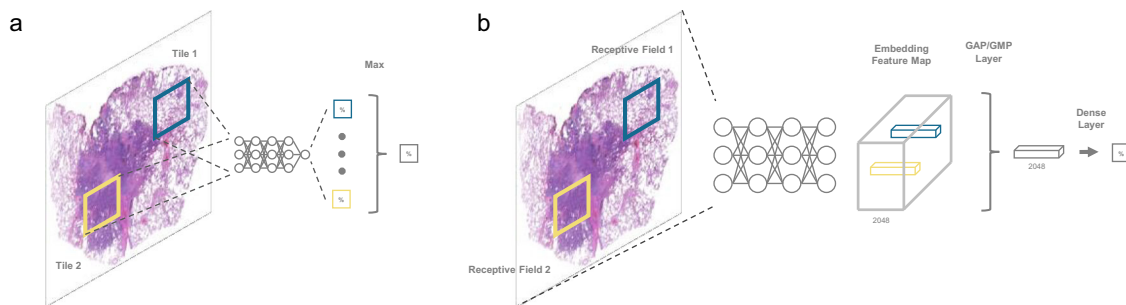 a
Tile 1
Max
%
%
%
Tile 2
b
Receptive Field 1
Embedding
Feature Map
GAP/GMP
Layer
Dense
Layer
%
2048
2048
Receptive Field 2